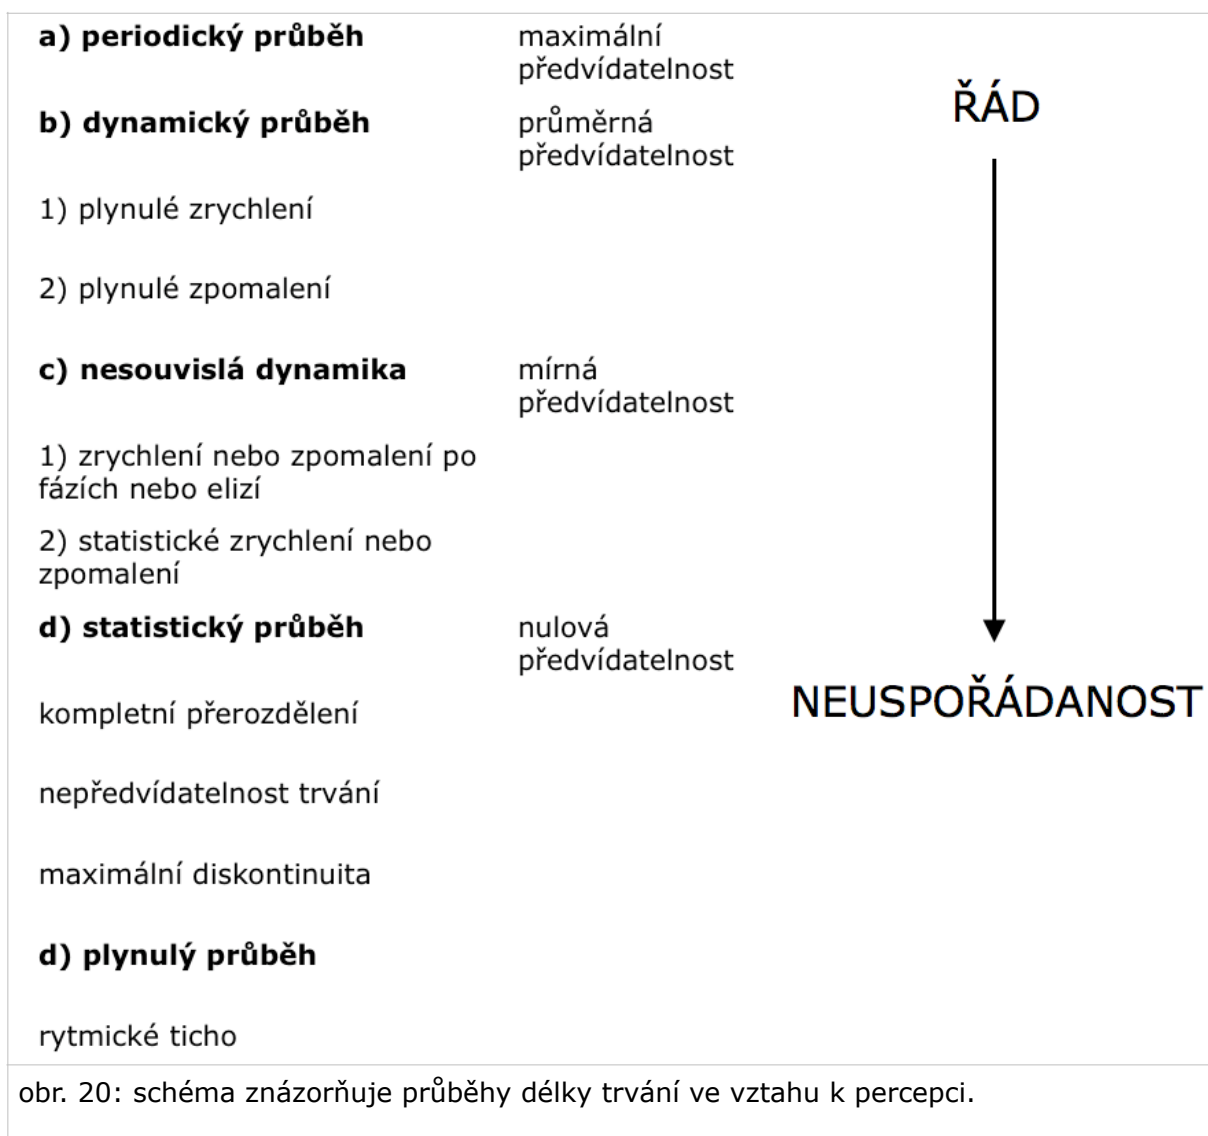 a) periodický průběh
maximální
předvídatelnost
ŘÁD
b) dynamický průběh
průměrná
předvídatelnost
1) plynulé zrychlení
2) plynulé zpomalení
c) nesouvislá dynamika
mírná
předvídatelnost
1) zrychlení nebo zpomalení po
fázích nebo elizí
2) statistické zrychlení nebo
zpomalení
d) statistický průběh
nulová
předvídatelnost
NEUSPOŘÁDANOST
kompletní přerozdělení
nepředvídatelnost trvání
maximální diskontinuita
d) plynulý průběh
rytmické ticho
obr. 20: schéma znázorňuje průběhy délky trvání ve vztahu k percepci.